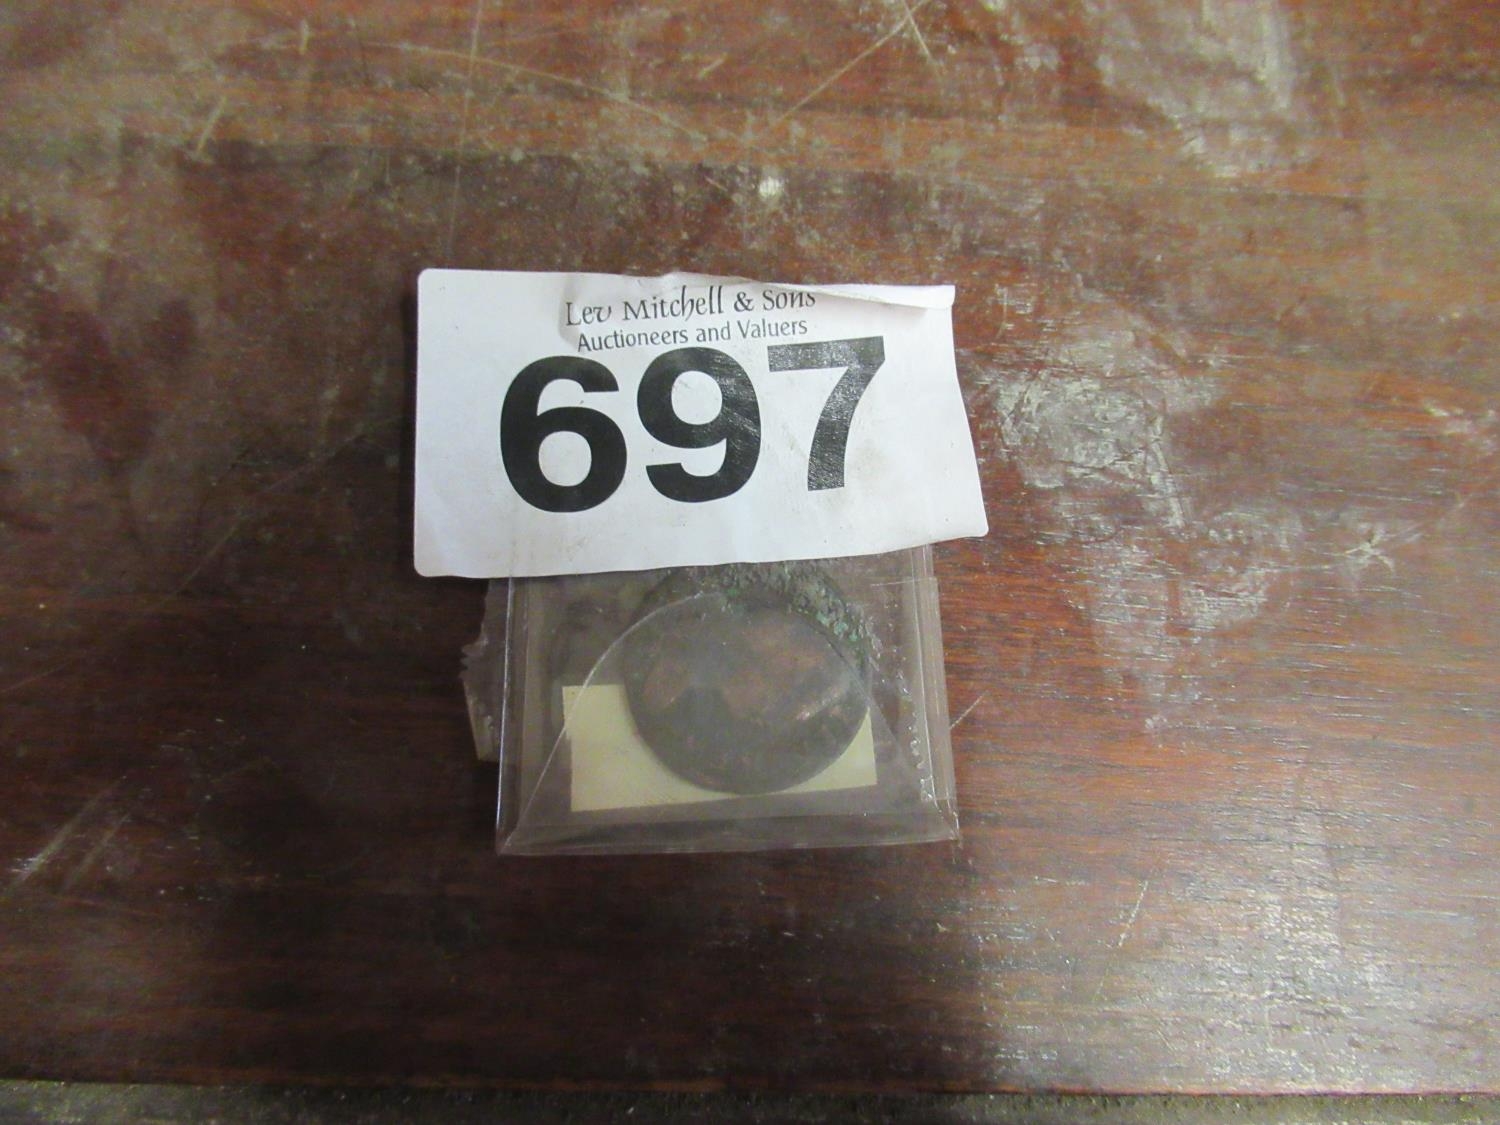 Lev Mitchell & Sons
Auctioneers and Valuers
697